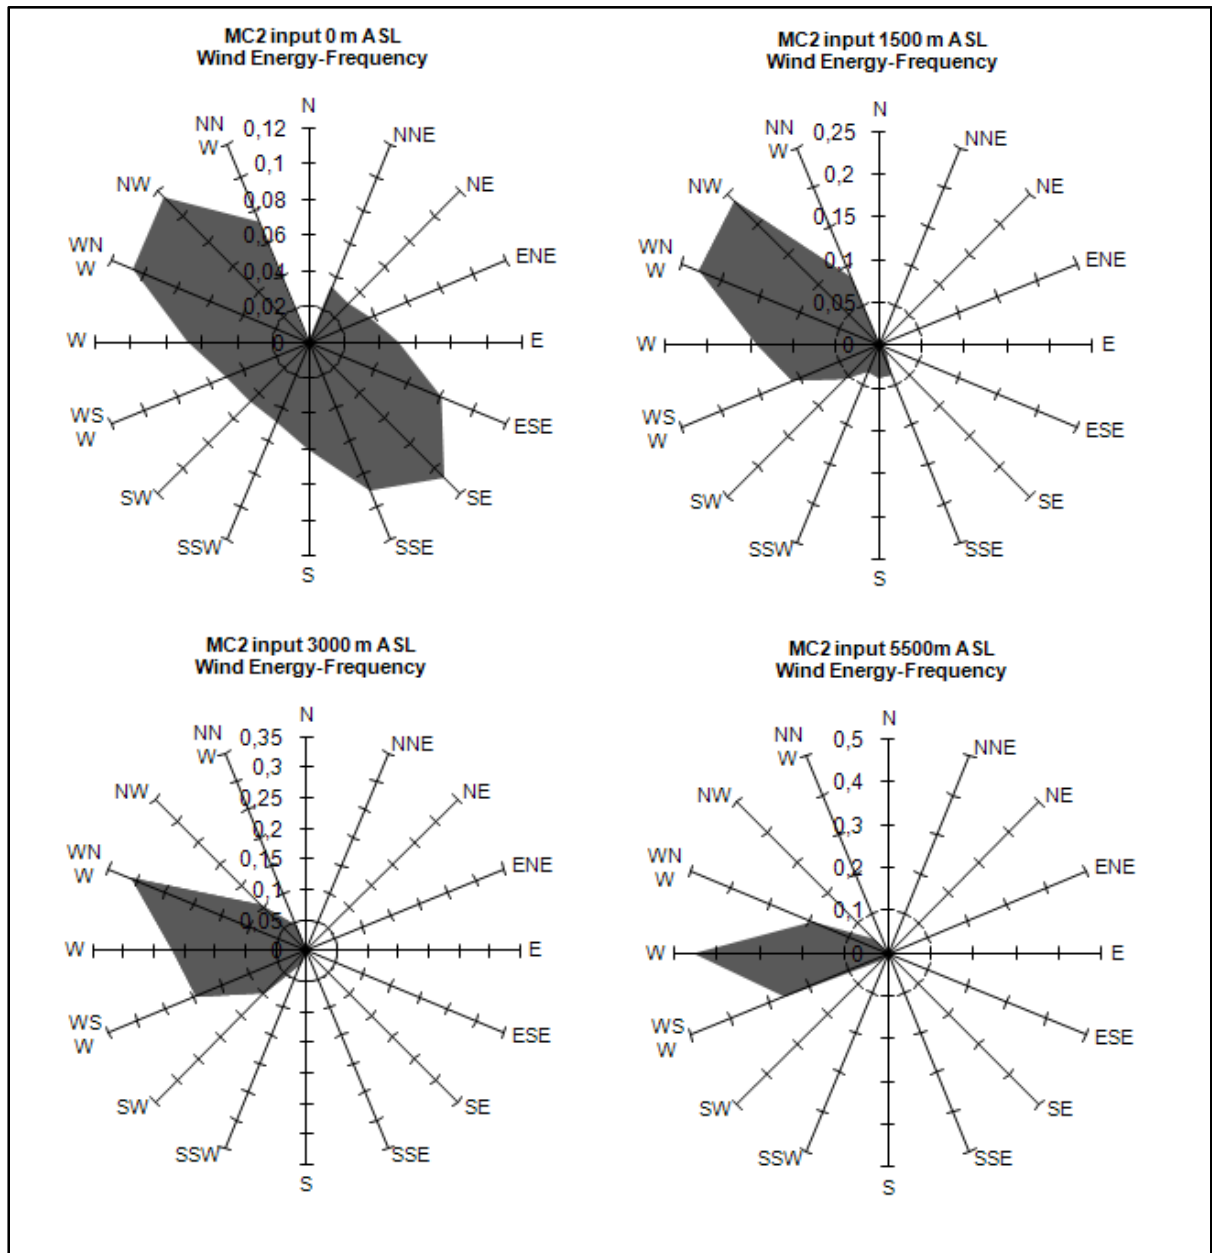 MC2 input 0 m ASL
Wind Energy-Frequency
N
NNE
NE
ENE
E
ESE
SE
SSE
S
SSW
SW
WS
W
W
WN
W
NW
NN
W
0,12
0,1
0,08
0,06
0,04
0,02
0
MC2 input 1500 m ASL
Wind Energy-Frequency
N
NNE
NE
ENE
E
ESE
SE
SSE
S
SSW
SW
WS
W
W
WN
W
NW
NN
W
0,25
0,2
0,15
0,1
0,05
0
MC2 input 3000 m ASL
Wind Energy-Frequency
N
NNE
NE
ENE
E
ESE
SE
SSE
S
SSW
SW
WS
W
W
WN
W
NW
NN
W
0,35
0,3
0,25
0,2
0,15
0,1
0,05
0
MC2 input 5500m ASL
Wind Energy-Frequency
N
NNE
NE
ENE
E
ESE
SE
SSE
S
SSW
SW
WS
W
W
WN
W
NW
NN
W
0,5
0,4
0,3
0,2
0,1
0